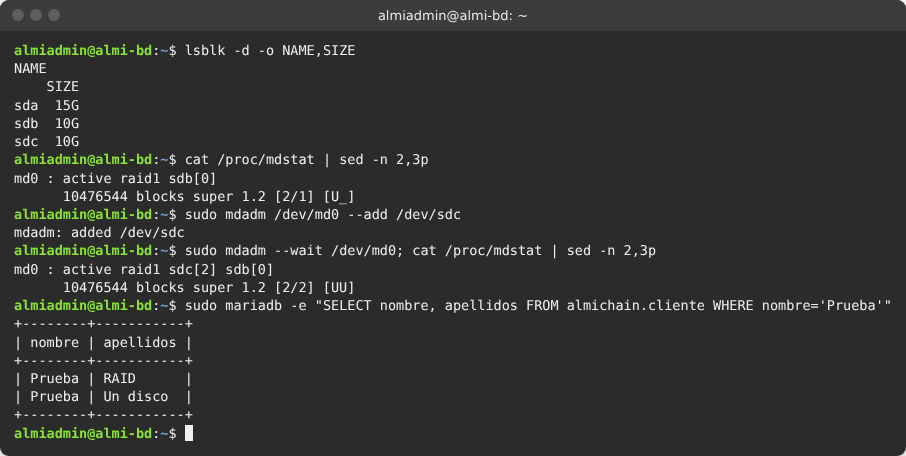 almiadmin@almi-bd: ~
almiadmin@almi-bd:~$ lsblk -d -o NAME,SIZE
NAME
    SIZE
sda  15G
sdb  10G
sdc  10G
almiadmin@almi-bd:~$ cat /proc/mdstat | sed -n 2,3p
md0 : active raid1 sdb[0]
      10476544 blocks super 1.2 [2/1] [U_]
almiadmin@almi-bd:~$ sudo mdadm /dev/md0 --add /dev/sdc
mdadm: added /dev/sdc
almiadmin@almi-bd:~$ sudo mdadm --wait /dev/md0; cat /proc/mdstat | sed -n 2,3p
md0 : active raid1 sdc[2] sdb[0]
      10476544 blocks super 1.2 [2/2] [UU]
almiadmin@almi-bd:~$ sudo mariadb -e "SELECT nombre, apellidos FROM almichain.cliente WHERE nombre='Prueba'"
+--------+-----------+
| nombre | apellidos |
+--------+-----------+
| Prueba | RAID      |
| Prueba | Un disco  |
+--------+-----------+
almiadmin@almi-bd:~$